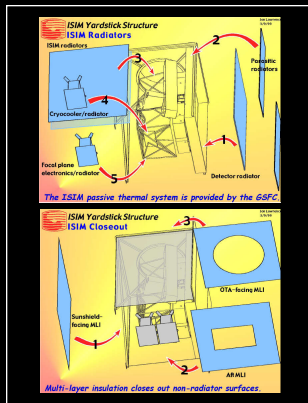 ISIM Yardstick Structure
ISIM Radiators
ISIM radiators
2
3
Parasitic
radiators
Cryocooler/radiator
4
1
Focal plane
electronics/radiator
5
Detector radiator
The ISIM passive thermal system is provided by the GSFC.
ISIM Yardstick Structure
ISIM Closeout
3
OTA-facing MLI
Sunshield-
facing MLI
1
2
Aft MLI
Multi-layer insulation closes out non-radiator surfaces.